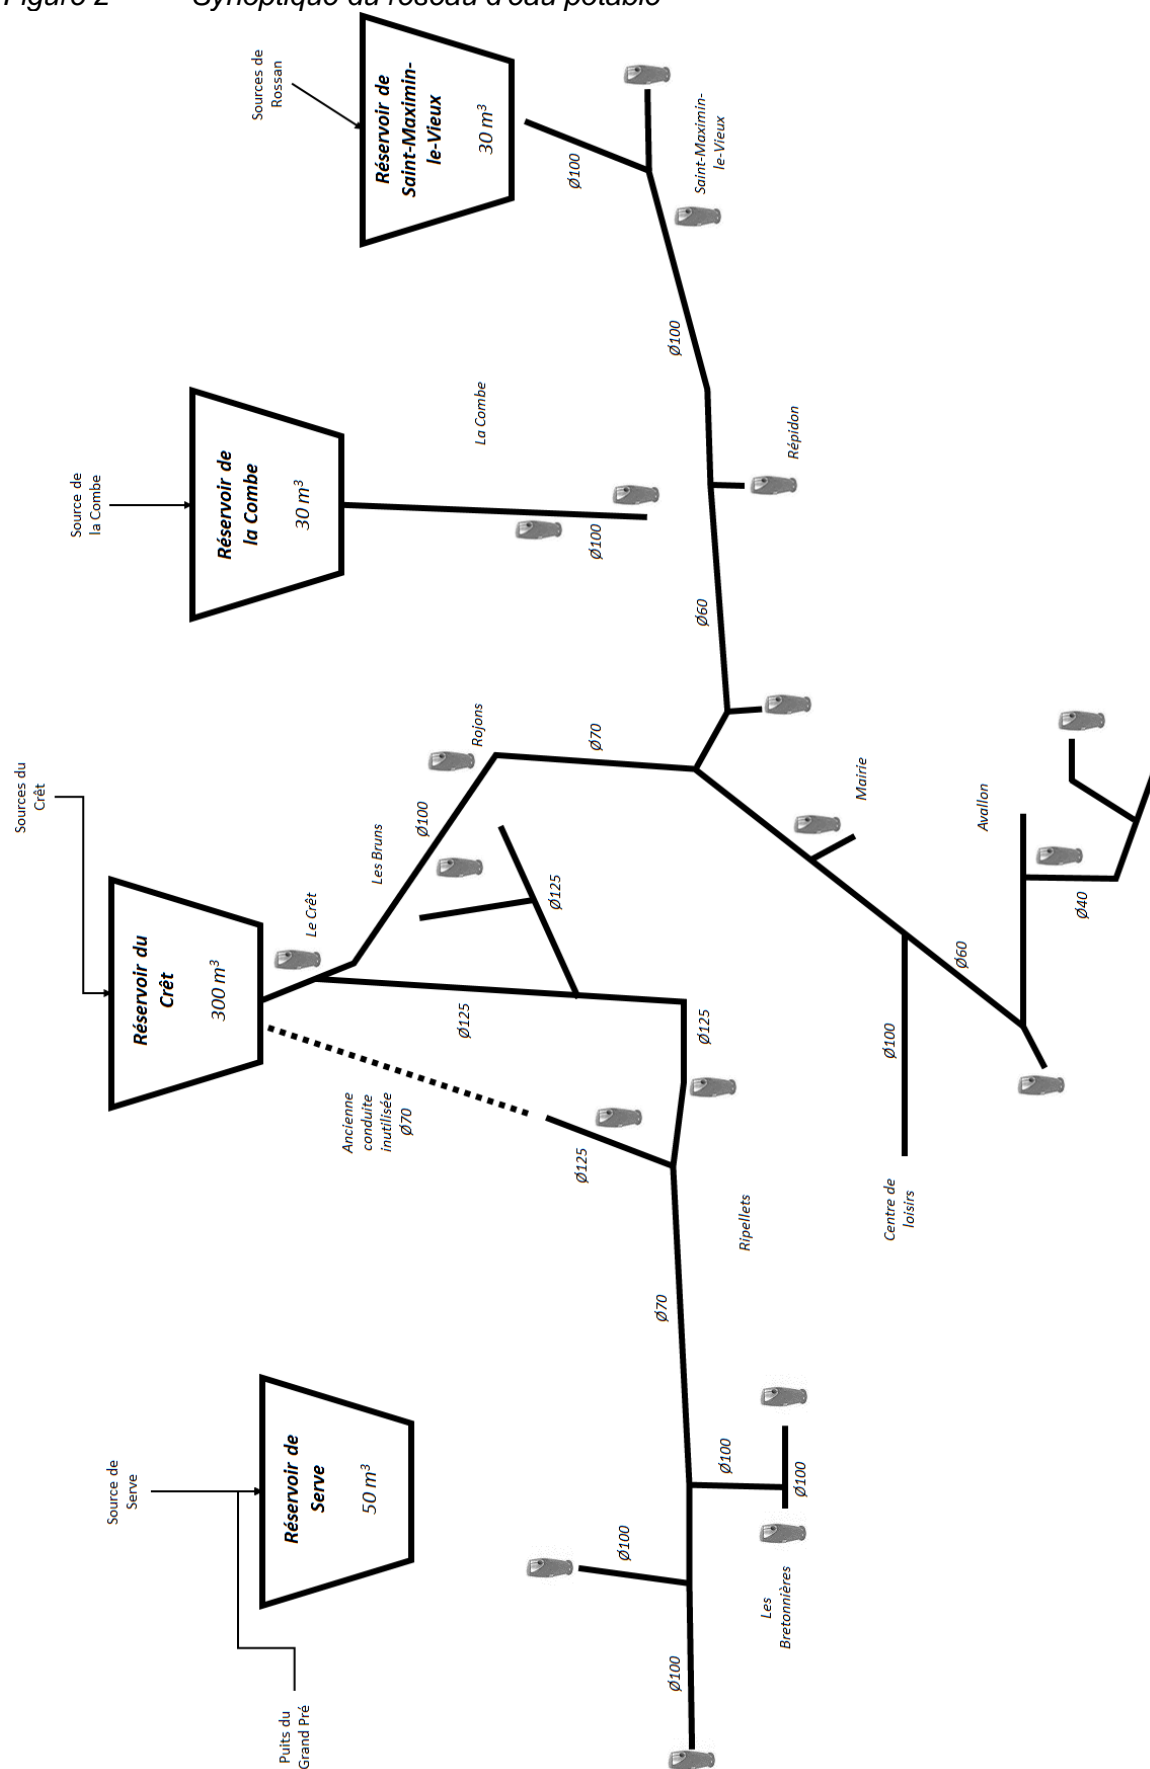 Figure 2 Synoptique du réseau d'eau potable
Sources de
Rossan
Réservoir de
Saint-Maximin-
le-Vieux
30 m³
Ø100
Saint-Maximin-
le-Vieux
Ø100
Source de
la Combe
Réservoir de
la Combe
30 m³
La Combe
Ø100
Répidon
Ø60
Sources du
Crêt
Réservoir du
Crêt
300 m³
Le Crêt
Les Bruns
Ø100
Rojons
Ø70
Ø125
Ø125
Ø125
Mairie
Avallon
Ø40
Ø60
Ø100
Centre de
loisirs
Ancienne
conduite
inutilisée
Ø70
Ø125
Ripellets
Ø70
Source de
Serve
Puits du
Grand Pré
Réservoir de
Serve
50 m³
Ø100
Ø100
Ø100
Ø100
Les
Bretonnières